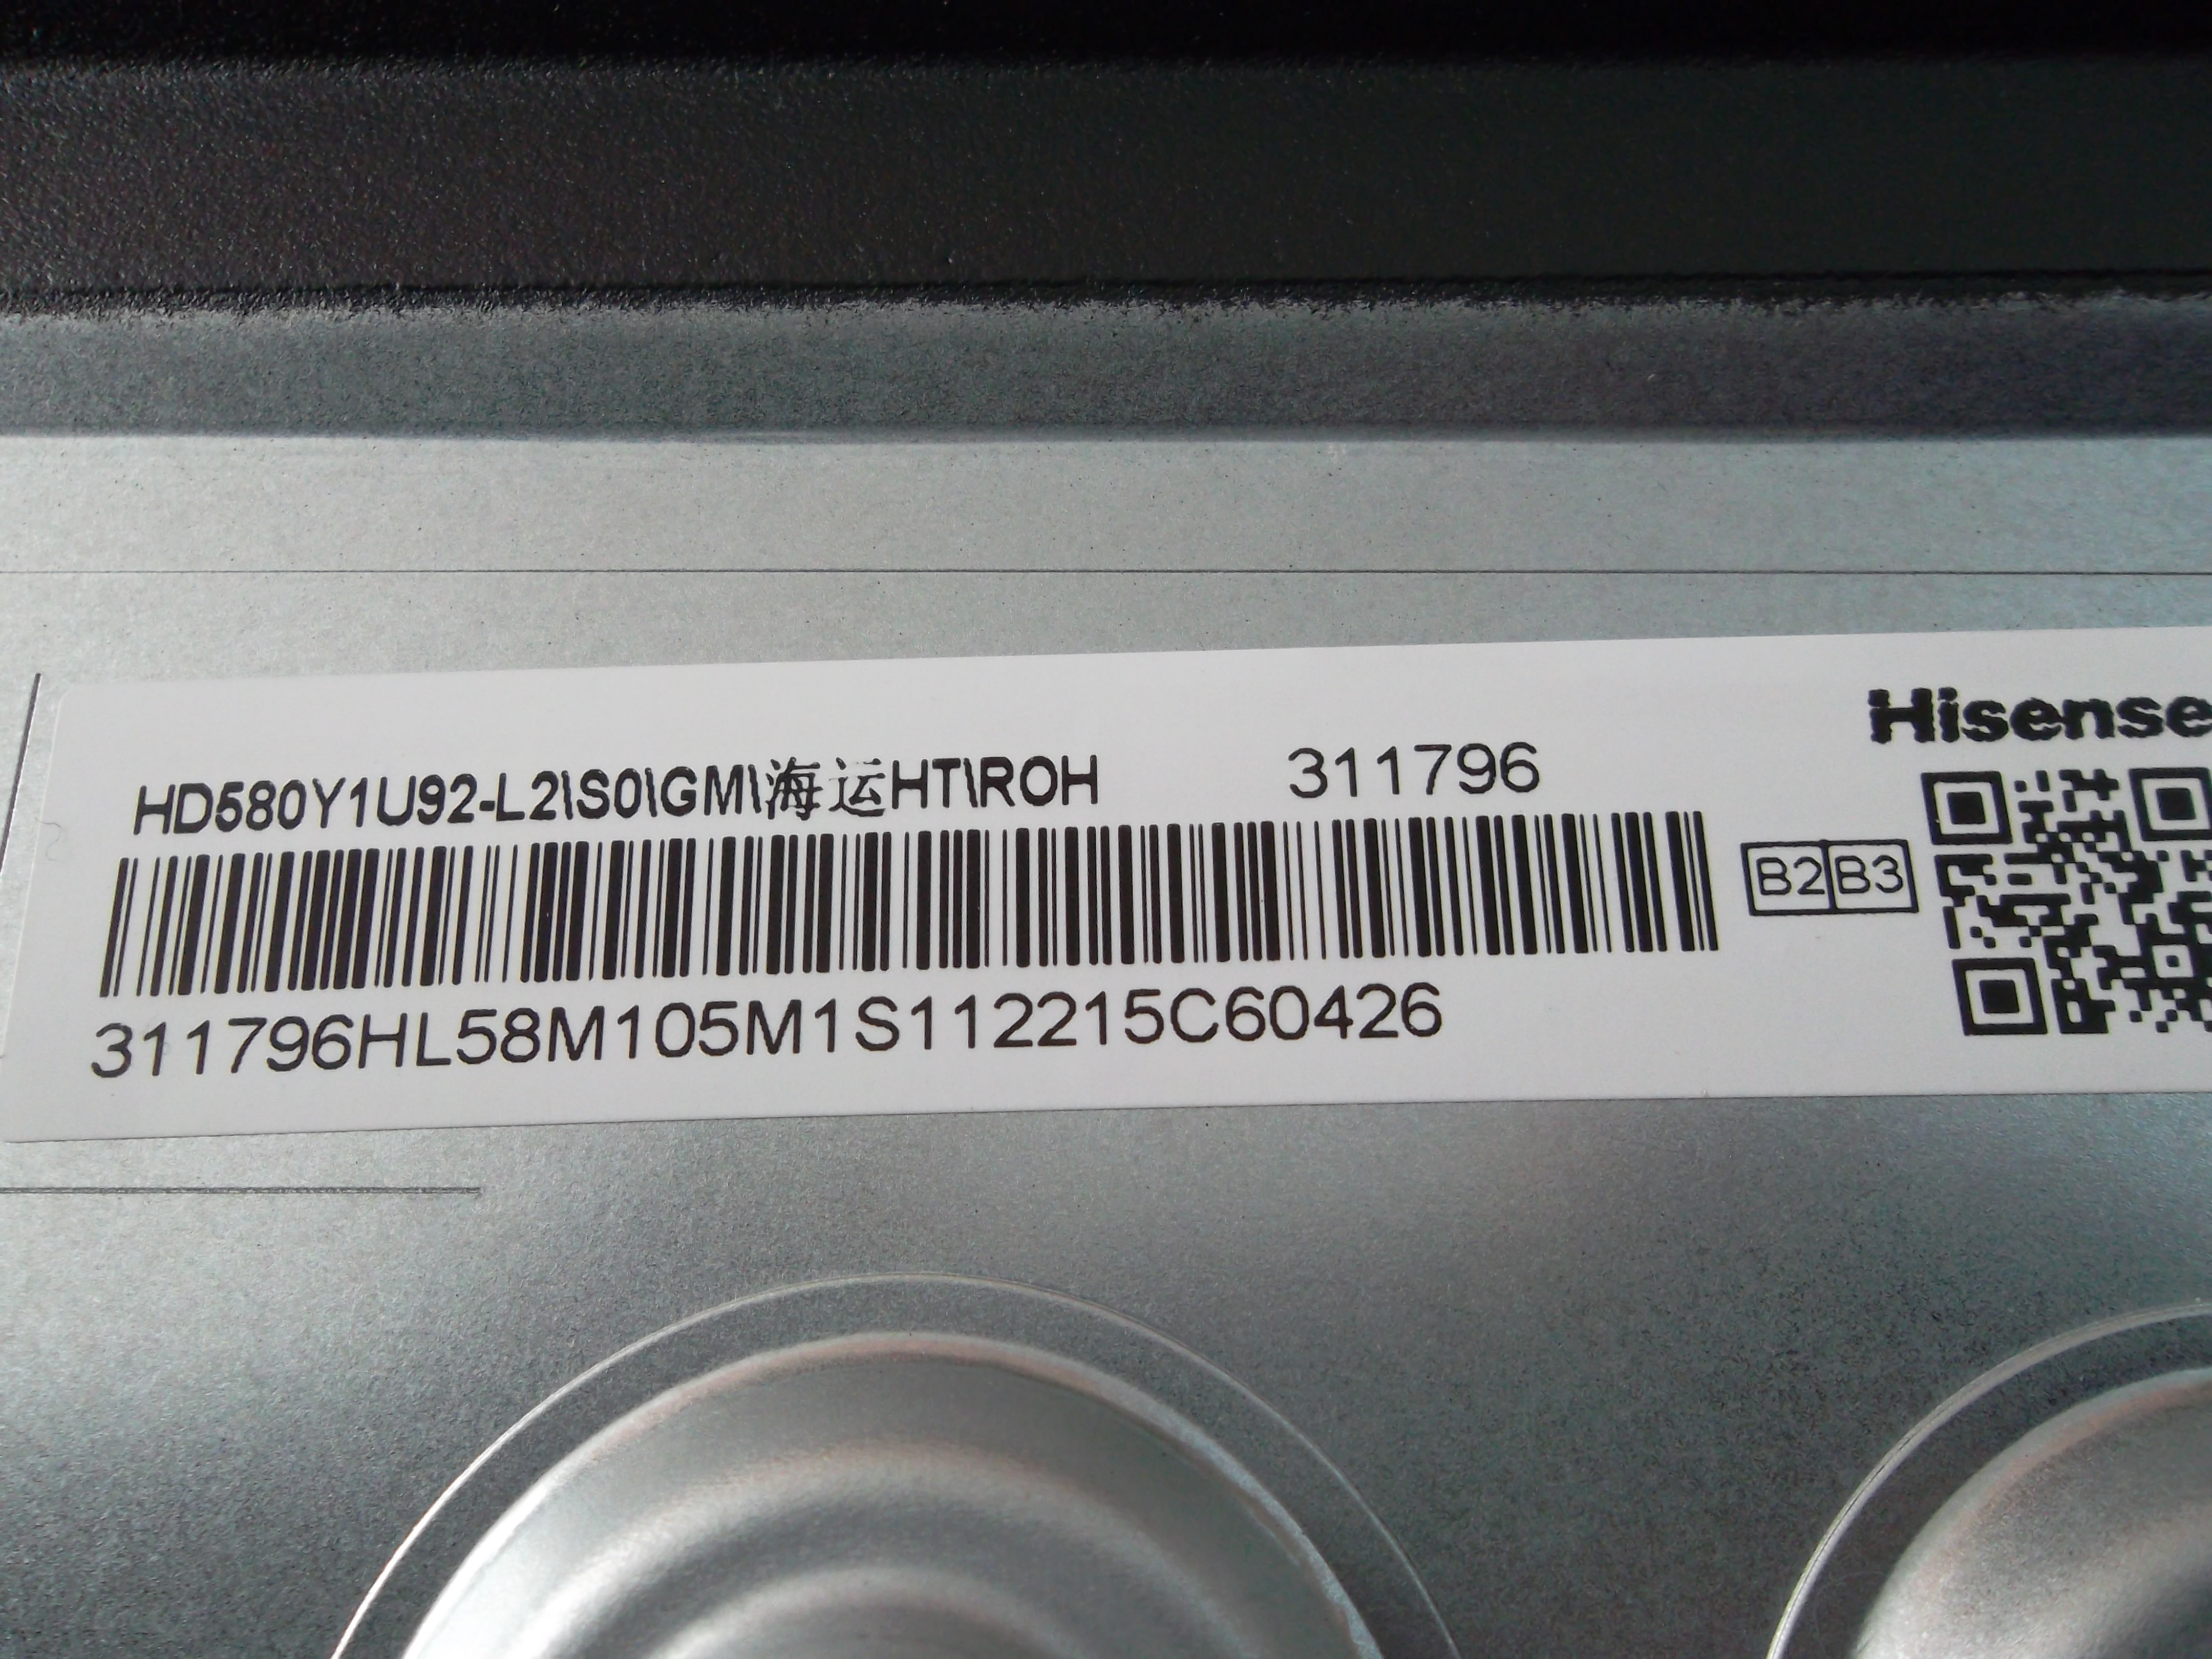 Hisense
HD580Y1U92-L2\S0\GM\海运HT\ROH 311796
B2 B3
311796HL58M105M1S112215C60426